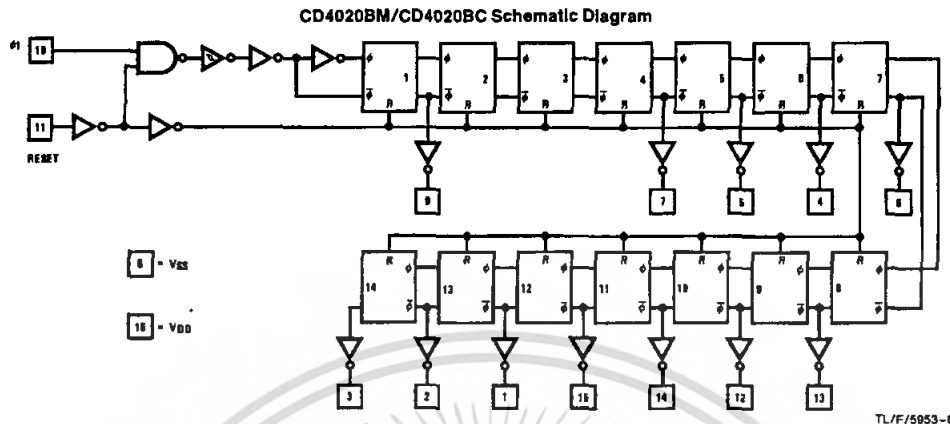 CD4020BM/CD4020BC Schematic Diagram
ϕ1 10
11
RESET
ϕ ϕ ϕ ϕ ϕ ϕ ϕ
1 2 3 4 5 6 7
ϕ̅ ϕ̅ ϕ̅ ϕ̅ ϕ̅ ϕ̅ ϕ̅
R R R R R R R
9 7 5 4 6
R R R R R R R
ϕ ϕ ϕ ϕ ϕ ϕ ϕ
14 13 12 11 10 9 8
ϕ̅ ϕ̅ ϕ̅ ϕ̅ ϕ̅ ϕ̅ ϕ̅
= VSS
16 = VDD
3 2 1 15 14 12 13
TL/F/5953-